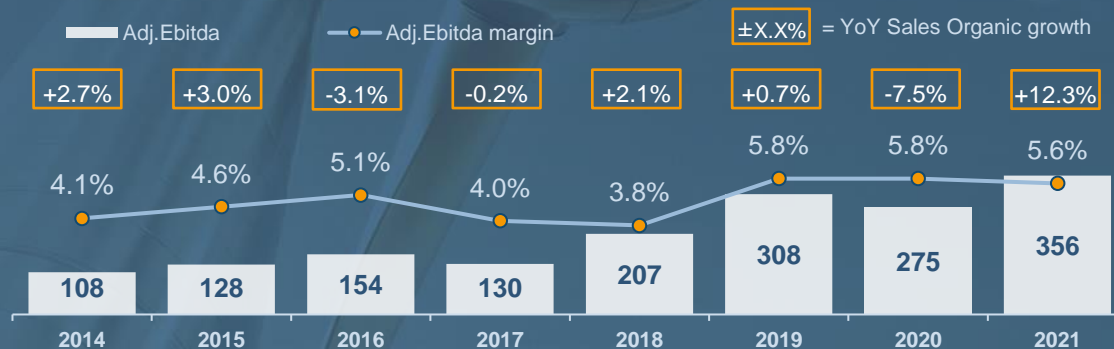 Adj.Ebitda Adj.Ebitda margin ±X.X% = YoY Sales Organic growth
+2.7% +3.0% -3.1% -0.2% +2.1% +0.7% -7.5% +12.3%
4.1% 4.6% 5.1% 4.0% 3.8% 5.8% 5.8% 5.6%
108 128 154 130 207 308 275 356
2014 2015 2016 2017 2018 2019 2020 2021